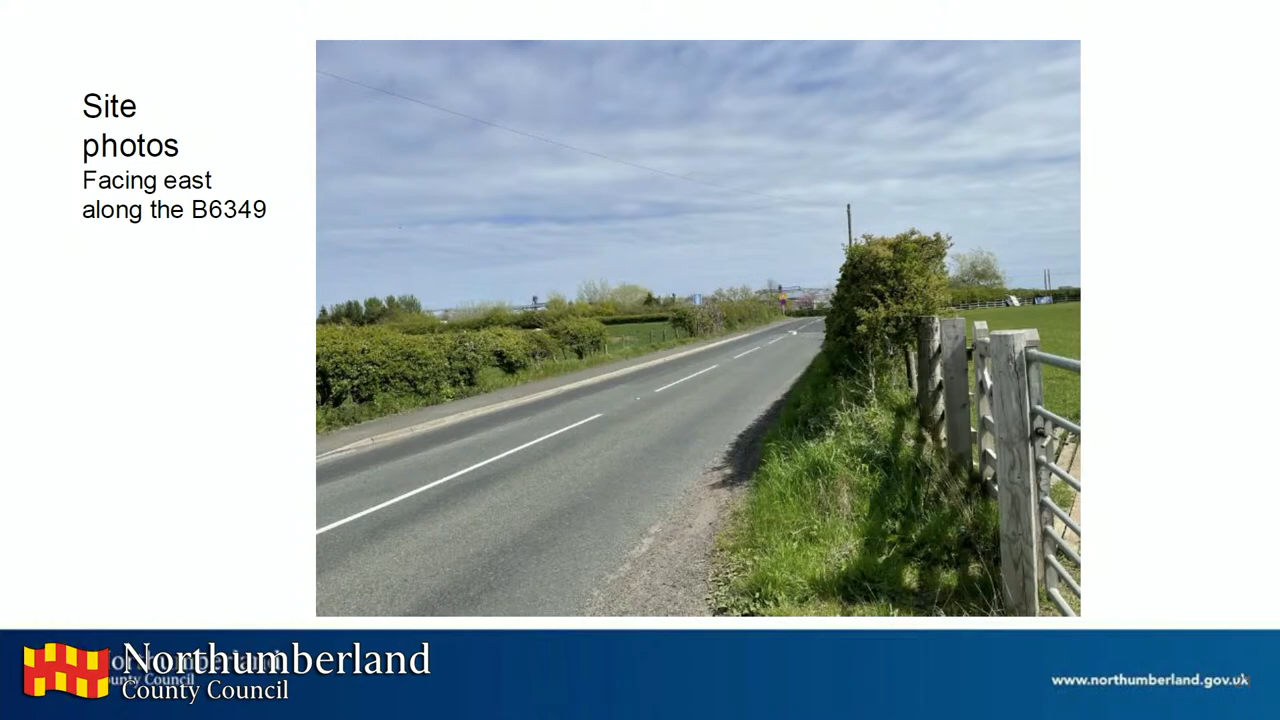 Site
photos
Facing east
along the B6349
Northumberland
County Council
www.northumberland.gov.uk